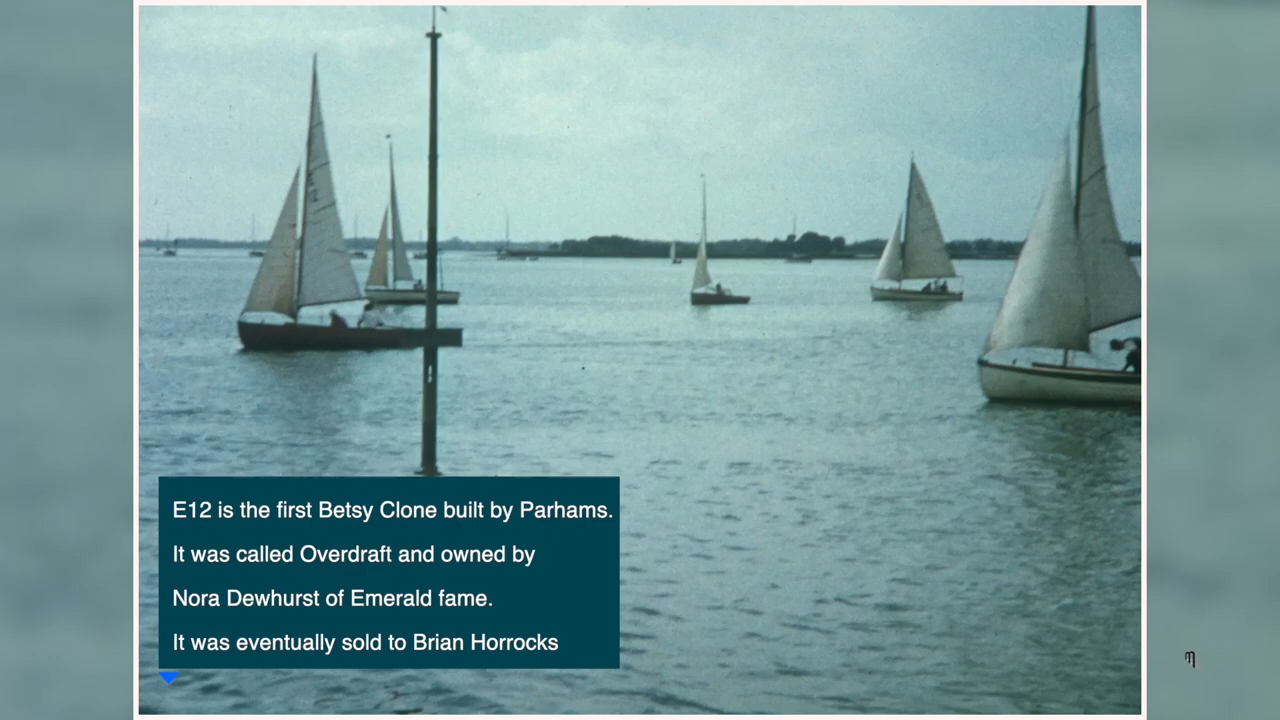 E12 is the first Betsy Clone built by Parhams.
It was called Overdraft and owned by
Nora Dewhurst of Emerald fame.
It was eventually sold to Brian Horrocks